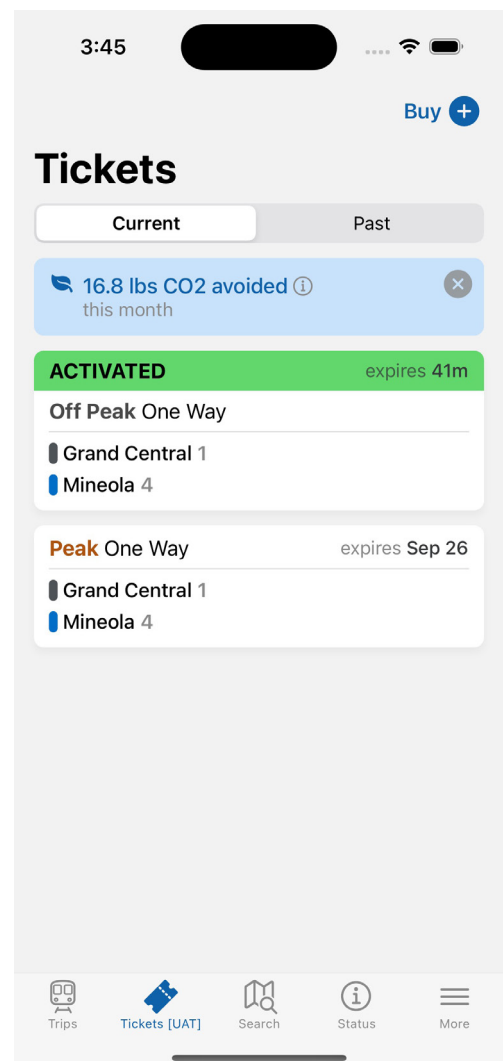 3:45
Buy
Tickets
Current Past
16.8 lbs CO2 avoided
this month
ACTIVATED expires 41m
Off Peak One Way
Grand Central 1
Mineola 4
Peak One Way expires Sep 26
Grand Central 1
Mineola 4
Trips Tickets [UAT] Search Status More